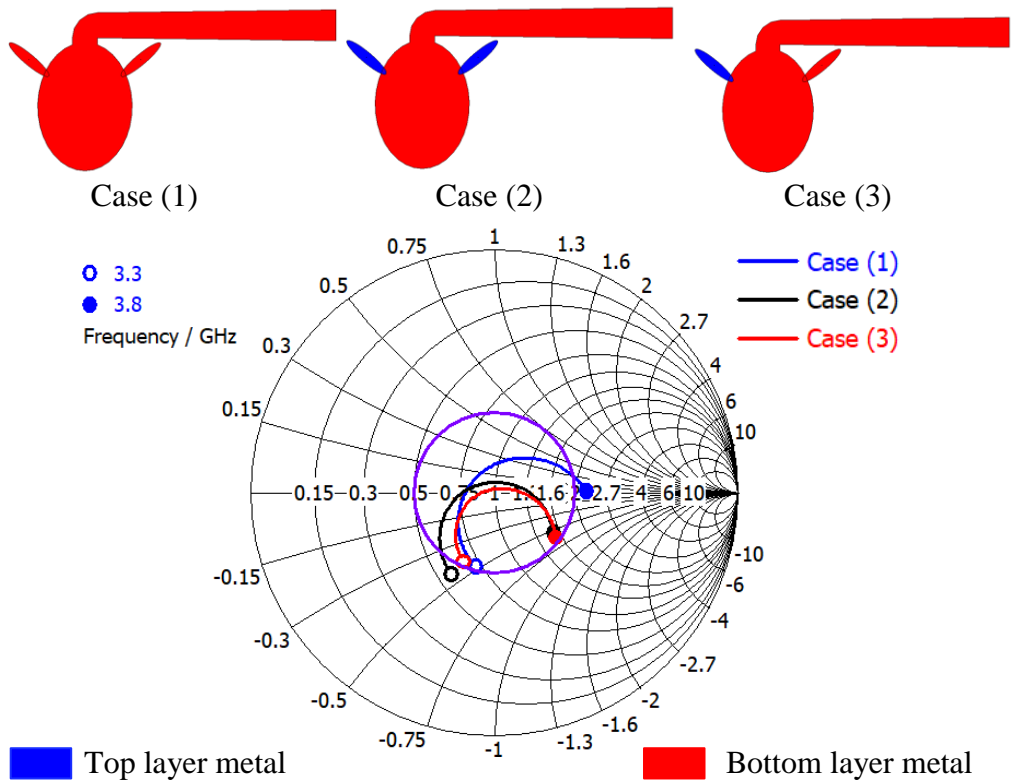 Case (1)
Case (2)
Case (3)
3.3
3.8
Frequency / GHz
Case (1)
Case (2)
Case (3)
0.15
0.3
0.5
0.75
1
1.3
1.6
2
2.7
4
6
10
0.15 0.3 0.5 1 1.6 2.7 4 6 10
-0.15
-0.3
-0.5
-0.75
-1
-1.3
-1.6
-2
-2.7
-4
-6
-10
Top layer metal
Bottom layer metal